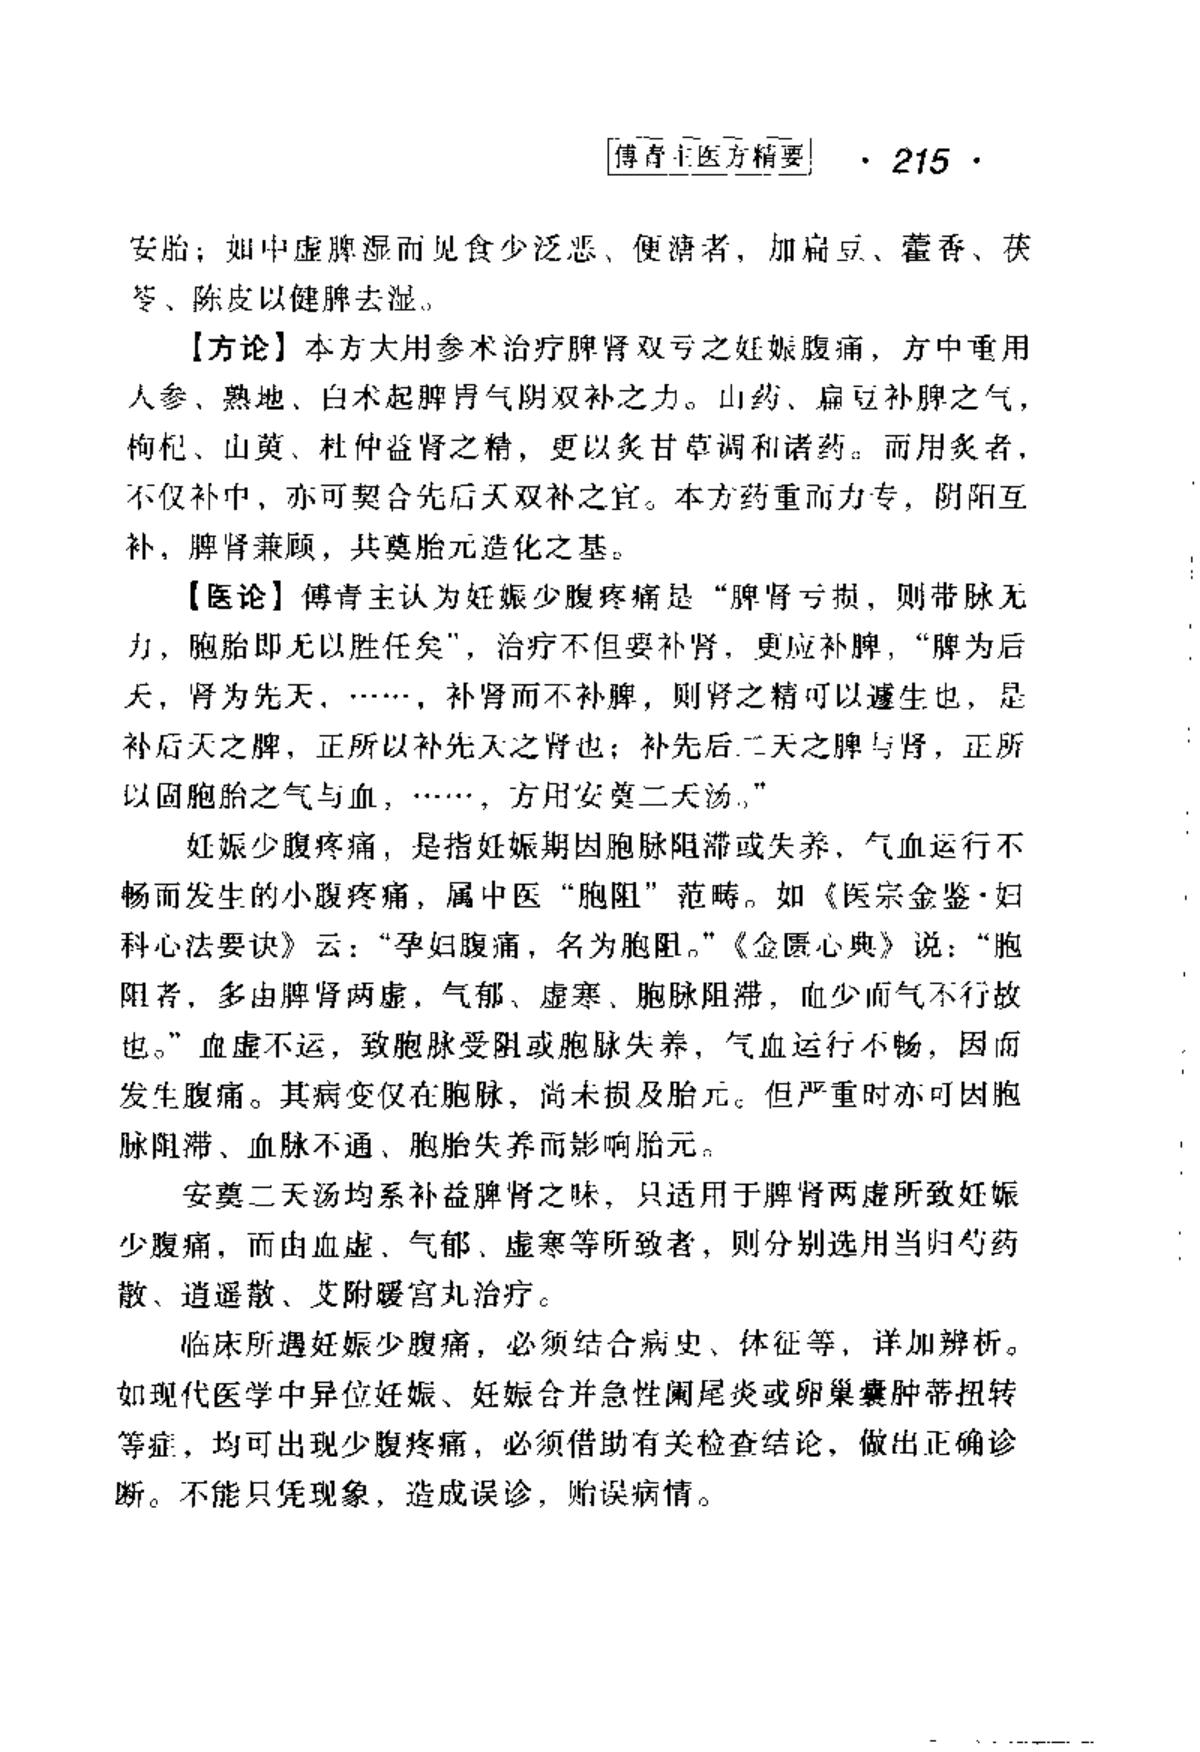 傅青主医方精要 · 215 ·
安胎；如中虚脾湿而见食少泛恶、便溏者，加扁豆、藿香、茯
苓、陈皮以健脾去湿。
【方论】本方大用参术治疗脾肾双亏之妊娠腹痛，方中重用
人参、熟地、白术起脾胃气阴双补之力。山药、扁豆补脾之气，
枸杞、山萸、杜仲益肾之精，更以炙甘草调和诸药。而用炙者，
不仅补中，亦可契合先后天双补之宜。本方药重而力专，阴阳互
补，脾肾兼顾，共奠胎元造化之基。
【医论】傅青主认为妊娠少腹疼痛是“脾肾亏损，则带脉无
力，胞胎即无以胜任矣”，治疗不但要补肾，更应补脾，“脾为后
天，肾为先天，……，补肾而不补脾，则肾之精可以遽生也，是
补后天之脾，正所以补先天之肾也；补先后二天之脾与肾，正所
以固胞胎之气与血，……，方用安奠二天汤。”
妊娠少腹疼痛，是指妊娠期因胞脉阻滞或失养，气血运行不
畅而发生的小腹疼痛，属中医“胞阻”范畴。如《医宗金鉴·妇
科心法要诀》云：“孕妇腹痛，名为胞阻。”《金匮心典》说：“胞
阻者，多由脾肾两虚，气郁、虚寒、胞脉阻滞，血少而气不行故
也。”血虚不运，致胞脉受阻或胞脉失养，气血运行不畅，因而
发生腹痛。其病变仅在胞脉，尚未损及胎元。但严重时亦可因胞
脉阻滞、血脉不通、胞胎失养而影响胎元。
安奠二天汤均系补益脾肾之味，只适用于脾肾两虚所致妊娠
少腹痛，而由血虚、气郁、虚寒等所致者，则分别选用当归芍药
散、逍遥散、艾附暖宫丸治疗。
临床所遇妊娠少腹痛，必须结合病史、体征等，详加辨析。
如现代医学中异位妊娠、妊娠合并急性阑尾炎或卵巢囊肿蒂扭转
等症，均可出现少腹疼痛，必须借助有关检查结论，做出正确诊
断。不能只凭现象，造成误诊，贻误病情。